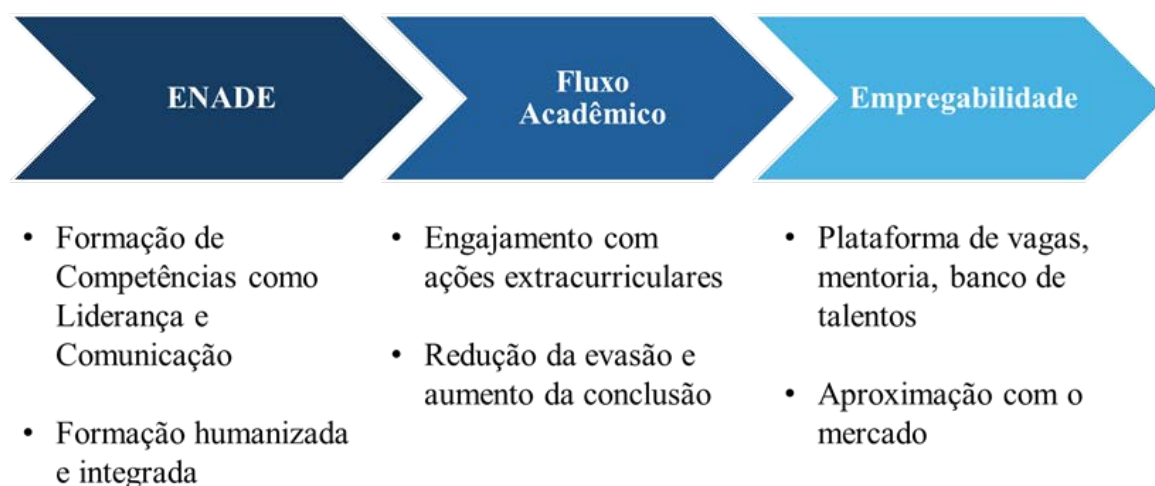 ENADE
Fluxo
Acadêmico
Empregabilidade
• Formação de
Competências como
Liderança e
Comunicação
• Formação humanizada
e integrada
• Engajamento com
ações extracurriculares
• Redução da evasão e
aumento da conclusão
• Plataforma de vagas,
mentoria, banco de
talentos
• Aproximação com o
mercado